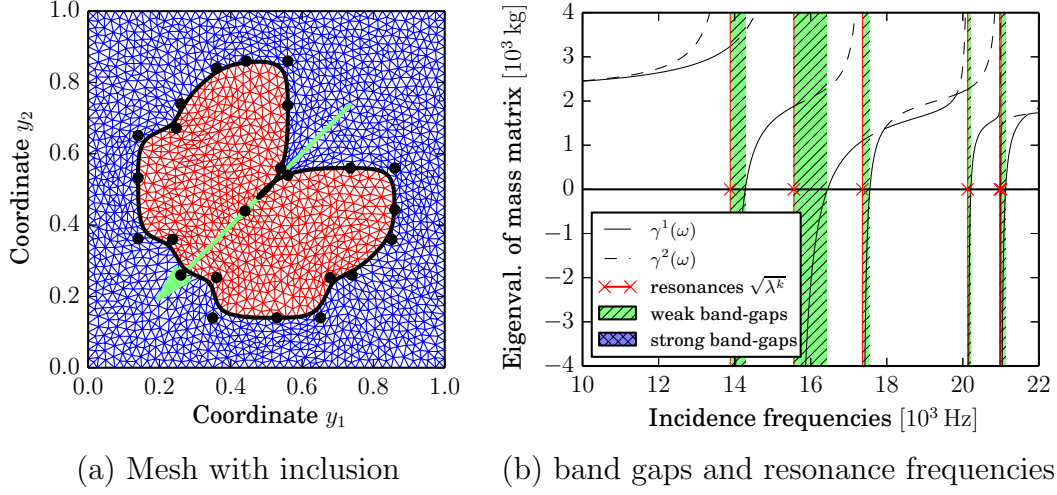 1.0
0.8
0.6
0.4
0.2
0.0
0.0 0.2 0.4 0.6 0.8 1.0
Coordinate y₂
Coordinate y₁
(a) Mesh with inclusion
4
3
2
1
0
−1
−2
−3
−4
10 12 14 16 18 20 22
Eigenval. of mass matrix [10³ kg]
Incidence frequencies [10³ Hz]
γ¹(ω)
γ²(ω)
resonances √λᵏ
weak band-gaps
strong band-gaps
(b) band gaps and resonance frequencies